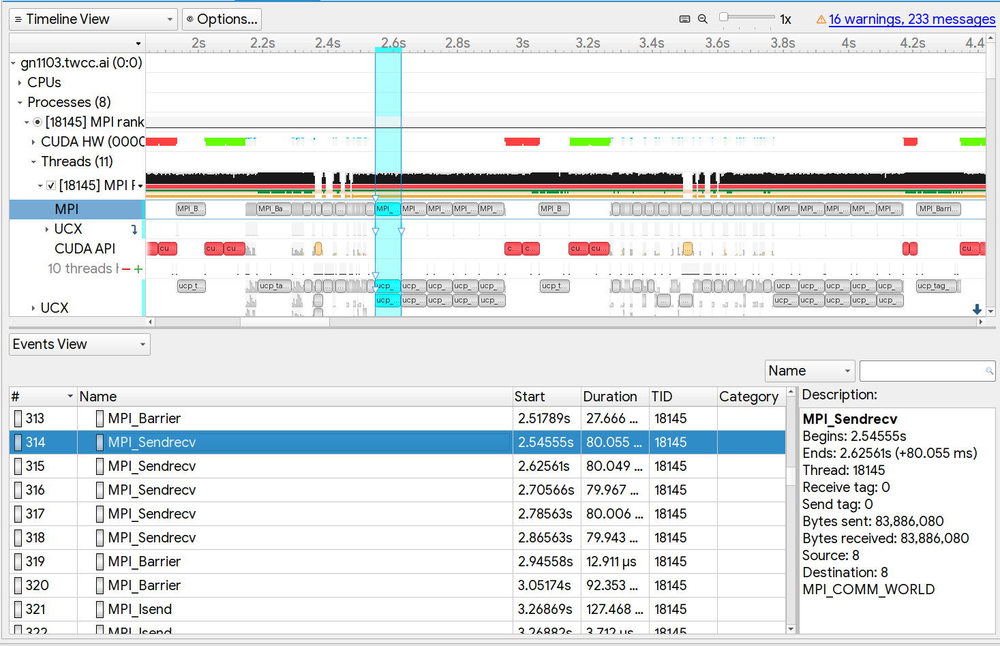 Timeline View
Options...
1x
16 warnings, 233 messages
2s 2.2s 2.4s 2.6s 2.8s 3s 3.2s 3.4s 3.6s 3.8s 4s 4.2s 4.4
gn1103.twcc.ai (0:0)
CPUs
Processes (8)
[18145] MPI rank
CUDA HW (0000
Threads (11)
[18145] MPI F
MPI MPI_B... MPI_Ba... ... ... ... ... ... MPI_... MPI_... MPI_... MPI_... MPI_... MPI_B... ... ... ... ... ... MPI... MPI_... MPI_... MPI_... MPI_... MPI_Barri...
UCX
CUDA API cu... cu... cu... ... c... cu... cu... cu... ... cu...
10 threads h
ucp_t... ucp_ta... ... ... ... ucp_... ucp_... ucp_... ucp_... ucp_... ucp_t... ... ... ... ... ucp_... ucp_... ucp_... ucp_... ucp_... ucp_tag_...
ucp_... ucp_... ucp_... ucp_... ucp_... ... ... ucp_... ucp_... ucp_... ucp_... ucp_...
UCX
Events View
Name
# Name Start Duration TID Category
313 MPI_Barrier 2.51789s 27.666 ... 18145
314 MPI_Sendrecv 2.54555s 80.055 ... 18145
315 MPI_Sendrecv 2.62561s 80.049 ... 18145
316 MPI_Sendrecv 2.70566s 79.967 ... 18145
317 MPI_Sendrecv 2.78563s 80.006 ... 18145
318 MPI_Sendrecv 2.86563s 79.943 ... 18145
319 MPI_Barrier 2.94558s 12.911 µs 18145
320 MPI_Barrier 3.05174s 92.353 ... 18145
321 MPI_Isend 3.26869s 127.468 ... 18145
322 MPI_Isend 3.26882s 3.712 µs 18145
Description:
MPI_Sendrecv
Begins: 2.54555s
Ends: 2.62561s (+80.055 ms)
Thread: 18145
Receive tag: 0
Send tag: 0
Bytes sent: 83,886,080
Bytes received: 83,886,080
Source: 8
Destination: 8
MPI_COMM_WORLD